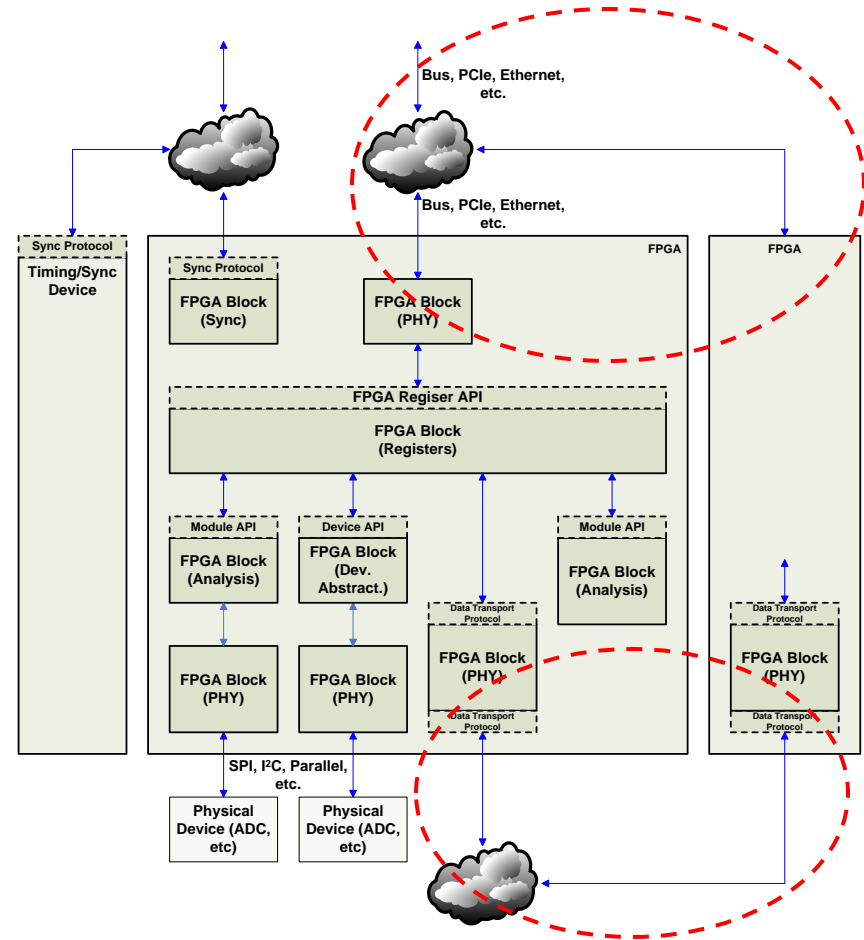 Bus, PCIe, Ethernet,
etc.
Bus, PCIe, Ethernet,
etc.
Sync Protocol
Timing/Sync
Device
FPGA
FPGA
Sync Protocol
FPGA Block
(Sync)
FPGA Block
(PHY)
FPGA Regiser API
FPGA Block
(Registers)
Module API
FPGA Block
(Analysis)
Device API
FPGA Block
(Dev.
Abstract.)
Module API
FPGA Block
(Analysis)
Data Transport
Protocol
FPGA Block
(PHY)
Data Transport
Protocol
Data Transport
Protocol
FPGA Block
(PHY)
Data Transport
Protocol
FPGA Block
(PHY)
FPGA Block
(PHY)
SPI, I²C, Parallel,
etc.
Physical
Device (ADC,
etc)
Physical
Device (ADC,
etc)